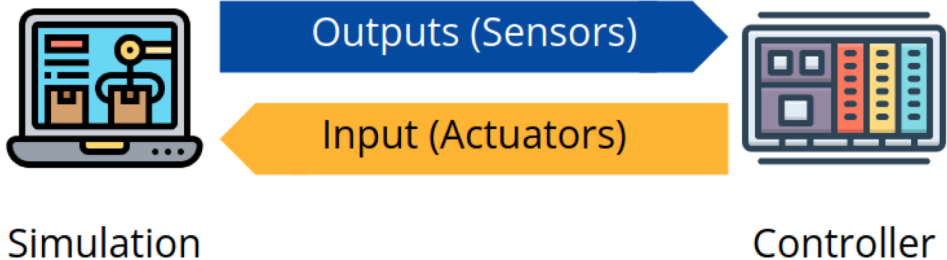 Outputs (Sensors)
Input (Actuators)
Simulation
Controller